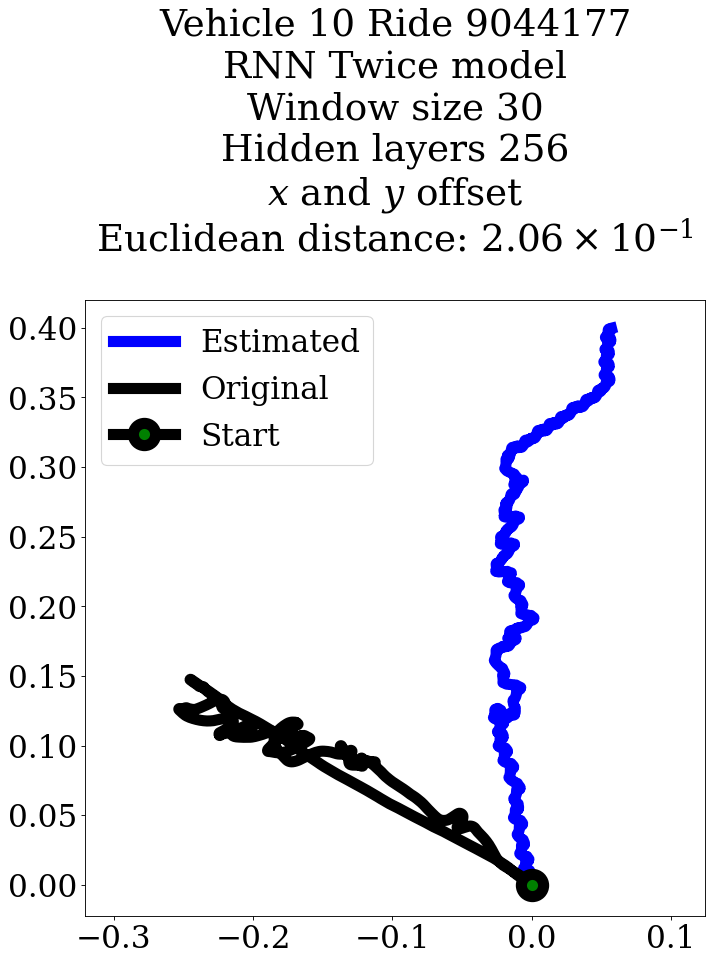 Vehicle 10 Ride 9044177
RNN Twice model
Window size 30
Hidden layers 256
x and y offset
Euclidean distance: 2.06 × 10⁻¹
Estimated
Original
Start
0.40
0.35
0.30
0.25
0.20
0.15
0.10
0.05
0.00
−0.3 −0.2 −0.1 0.0 0.1